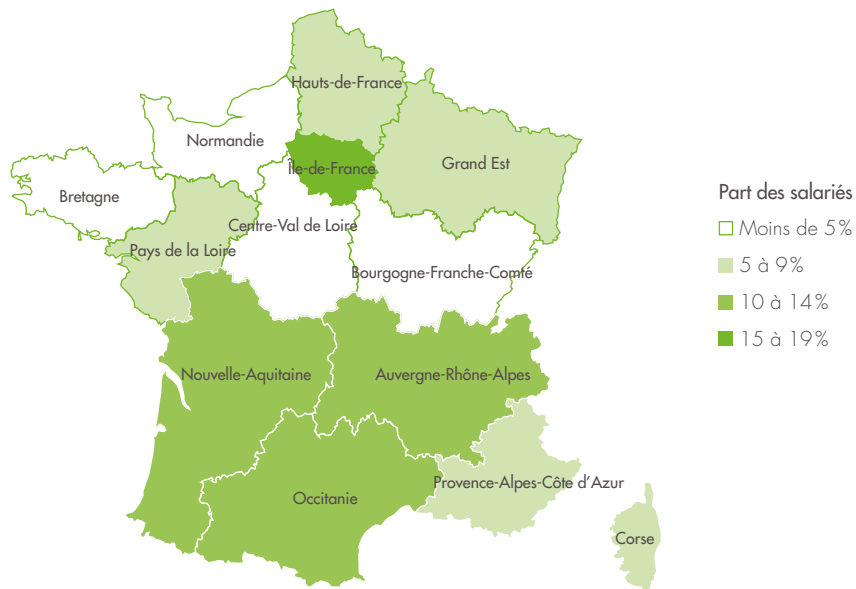 Hauts-de-France
Normandie
Île-de-France
Grand Est
Bretagne
Centre-Val de Loire
Pays de la Loire
Bourgogne-Franche-Comté
Nouvelle-Aquitaine
Auvergne-Rhône-Alpes
Provence-Alpes-Côte d’Azur
Occitanie
Corse
Part des salariés
Moins de 5%
5 à 9%
10 à 14%
15 à 19%